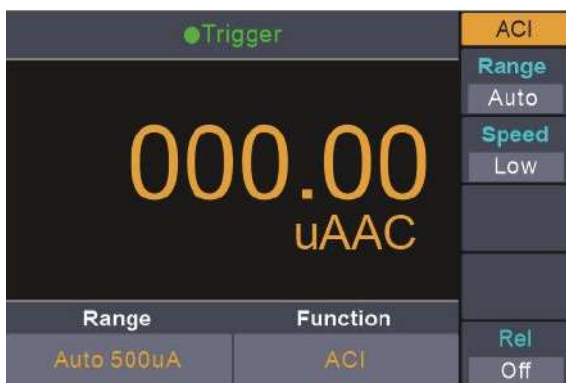 ●Trigger
000.00
uAAC
Range Function
Auto 500uA ACI
ACI
Range
Auto
Speed
Low
Rel
Off